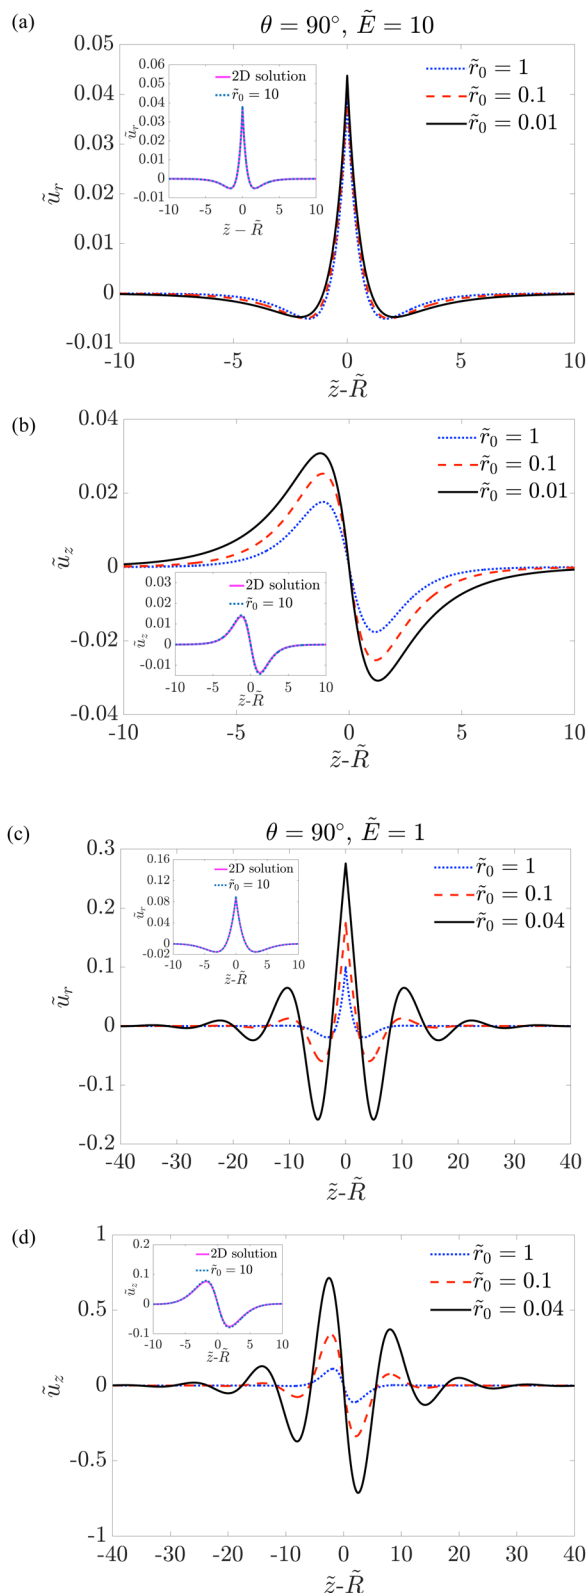 (a)
θ = 90°, Ẽ = 10
0.05
0.04
0.03
0.02
0.01
0
-0.01
ũ_r
-10 -5 0 5 10
z̃-R̃
r̃₀ = 1
r̃₀ = 0.1
r̃₀ = 0.01
2D solution
r̃₀ = 10
0.06
0.05
0.04
0.03
0.02
0.01
0
-0.01
ũ_r
-10 -5 0 5 10
z̃ − R̃
(b)
0.04
0.02
0
-0.02
-0.04
ũ_z
-10 -5 0 5 10
z̃-R̃
r̃₀ = 1
r̃₀ = 0.1
r̃₀ = 0.01
2D solution
r̃₀ = 10
0.03
0.02
0.01
0
-0.01
ũ_z
-10 -5 0 5 10
z̃-R̃
(c)
θ = 90°, Ẽ = 1
0.3
0.2
0.1
0
-0.1
-0.2
ũ_r
-40 -30 -20 -10 0 10 20 30 40
z̃-R̃
r̃₀ = 1
r̃₀ = 0.1
r̃₀ = 0.04
2D solution
r̃₀ = 10
0.16
0.12
0.08
0.04
0
-0.02
ũ_r
-10 -5 0 5 10
z̃-R̃
(d)
1
0.5
0
-0.5
-1
ũ_z
-40 -30 -20 -10 0 10 20 30 40
z̃-R̃
r̃₀ = 1
r̃₀ = 0.1
r̃₀ = 0.04
2D solution
r̃₀ = 10
0.2
0.1
0
-0.1
ũ_z
-10 -5 0 5 10
z̃-R̃